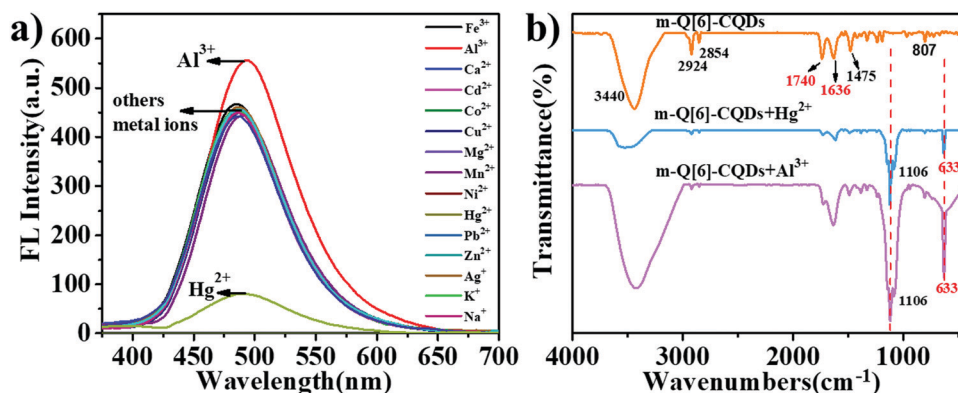 a)
FL Intensity(a.u.)
600
500
400
300
200
100
0
Al³⁺
others
metal ions
Hg²⁺
Fe³⁺
Al³⁺
Ca²⁺
Cd²⁺
Co²⁺
Cu²⁺
Mg²⁺
Mn²⁺
Ni²⁺
Hg²⁺
Pb²⁺
Zn²⁺
Ag⁺
K⁺
Na⁺
400 450 500 550 600 650 700
Wavelength(nm)
b)
Transmittance(%)
m-Q[6]-CQDs
3440
2924
2854
1740
1636
1475
807
m-Q[6]-CQDs+Hg²⁺
1106
633
m-Q[6]-CQDs+Al³⁺
1106
633
4000 3000 2000 1000
Wavenumbers(cm⁻¹)